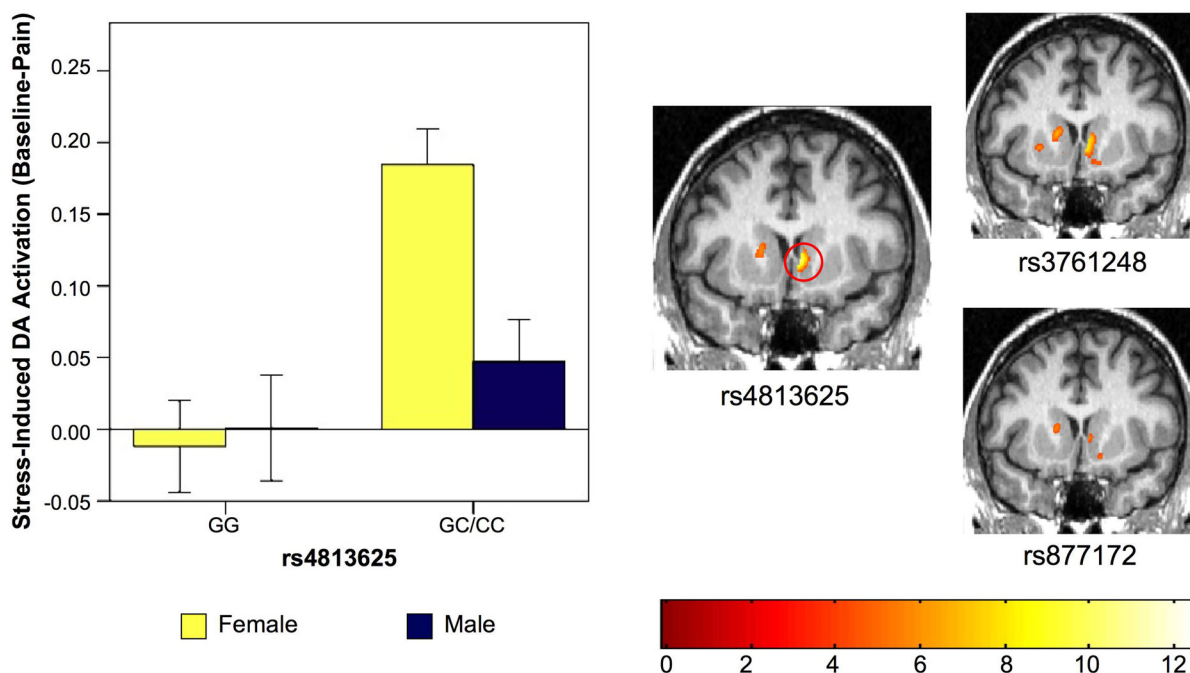 Stress-Induced DA Activation (Baseline-Pain)
0.25
0.20
0.15
0.10
0.05
0.00
-0.05
GG
GC/CC
rs4813625
Female
Male
rs4813625
rs3761248
rs877172
0
2
4
6
8
10
12